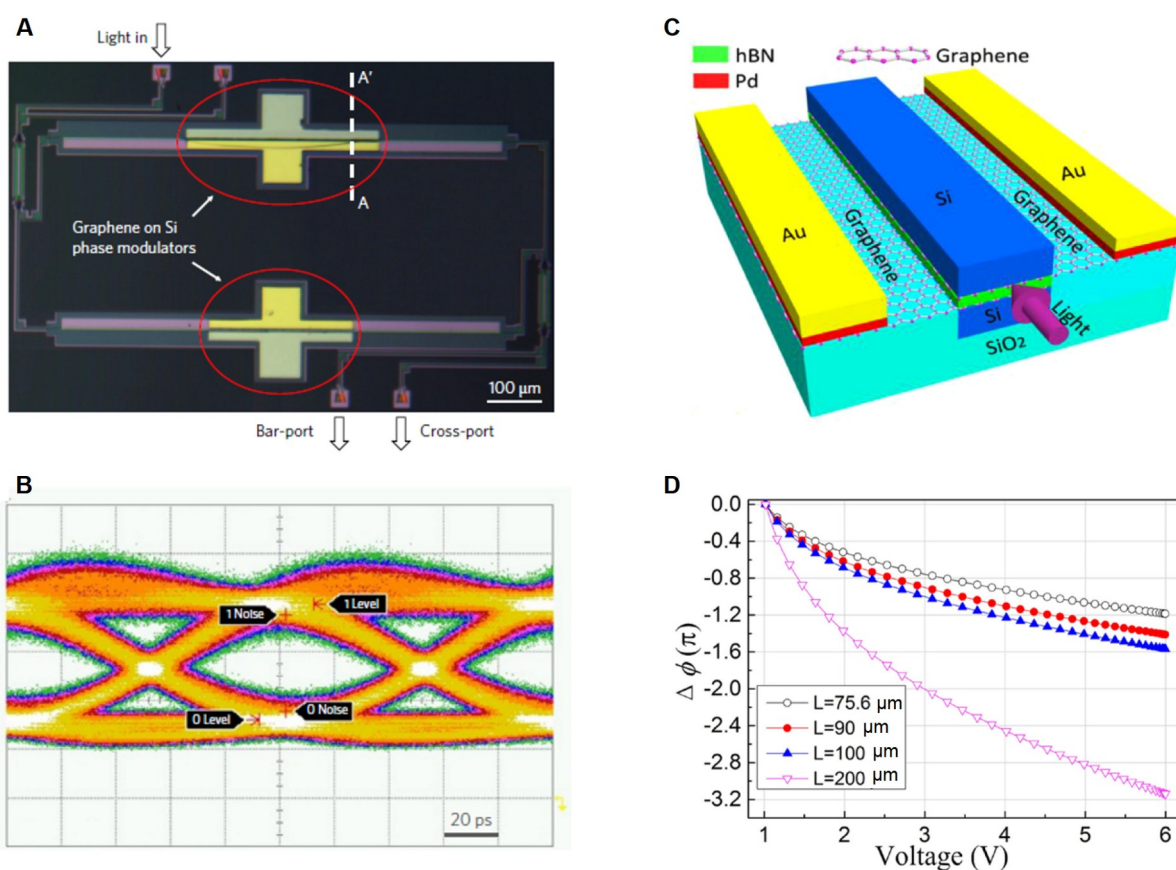 A
Light in
A'
A
Graphene on Si
phase modulators
100 µm
Bar-port
Cross-port
B
1 Noise
1 Level
0 Level
0 Noise
20 ps
C
hBN
Pd
Graphene
Au
Graphene
Si
Graphene
Au
Si
Light
SiO2
D
Δ ϕ (π)
0.0
-0.4
-0.8
-1.2
-1.6
-2.0
-2.4
-2.8
-3.2
L=75.6 µm
L=90 µm
L=100 µm
L=200 µm
1 2 3 4 5 6
Voltage (V)